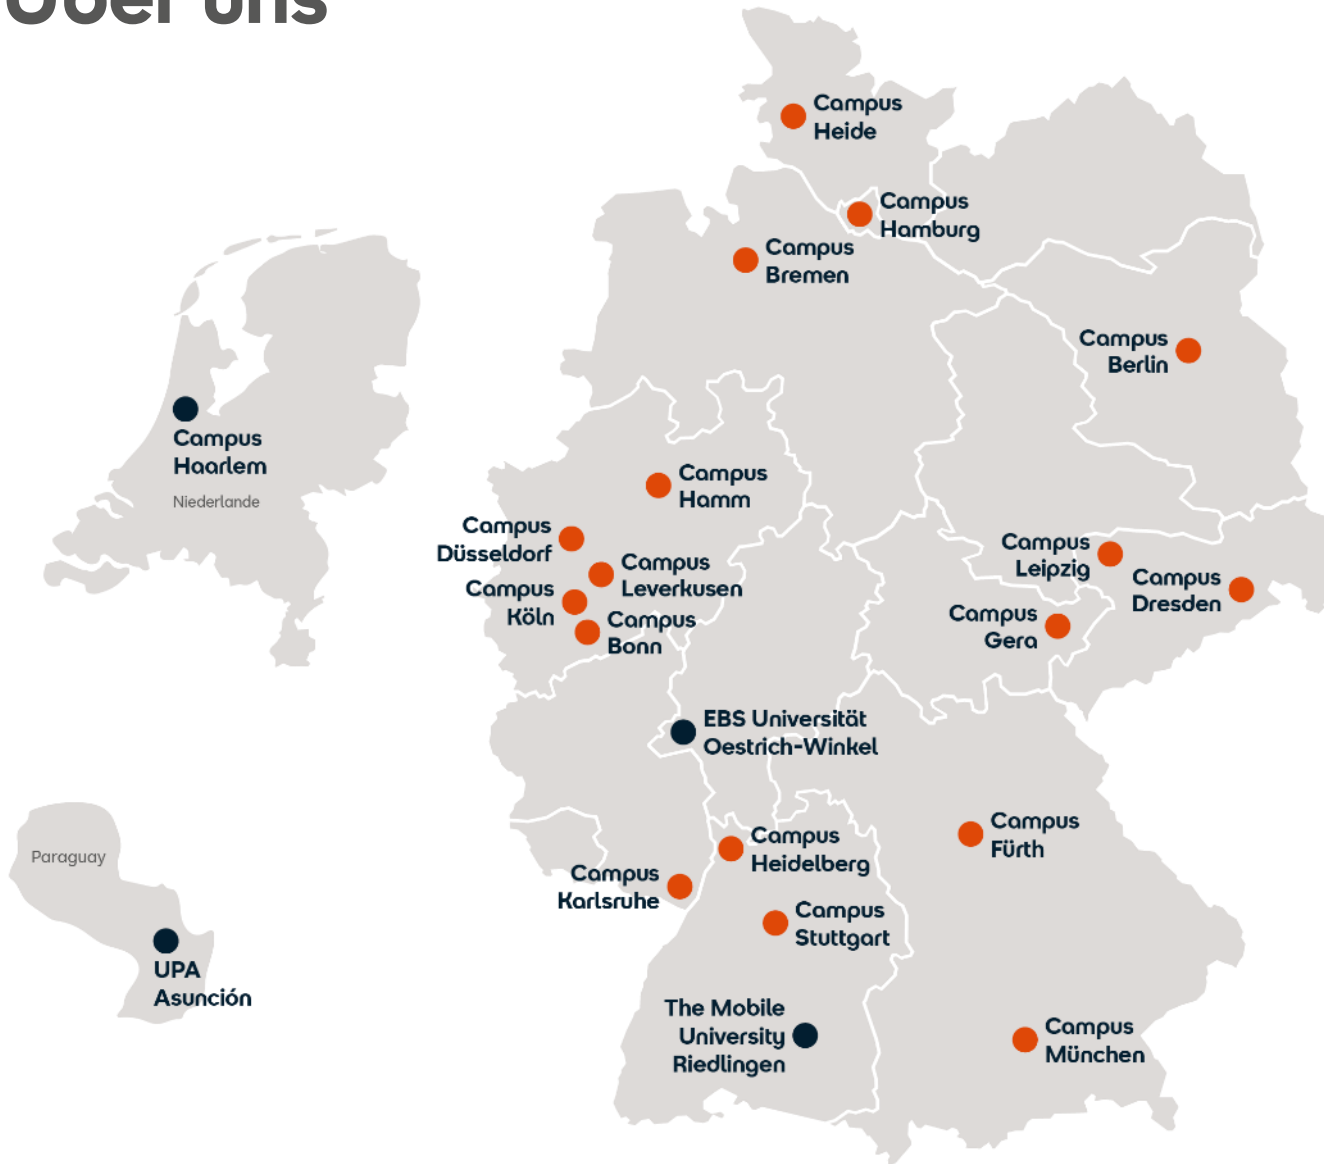 Über uns
Campus
Heide
Campus
Hamburg
Campus
Bremen
Campus
Berlin
Campus
Haarlem
Niederlande
Campus
Hamm
Campus
Düsseldorf
Campus
Leverkusen
Campus
Köln
Campus
Bonn
Campus
Leipzig
Campus
Dresden
Campus
Gera
EBS Universität
Oestrich-Winkel
Campus
Fürth
Campus
Heidelberg
Campus
Karlsruhe
Campus
Stuttgart
Paraguay
UPA
Asunción
The Mobile
University
Riedlingen
Campus
München